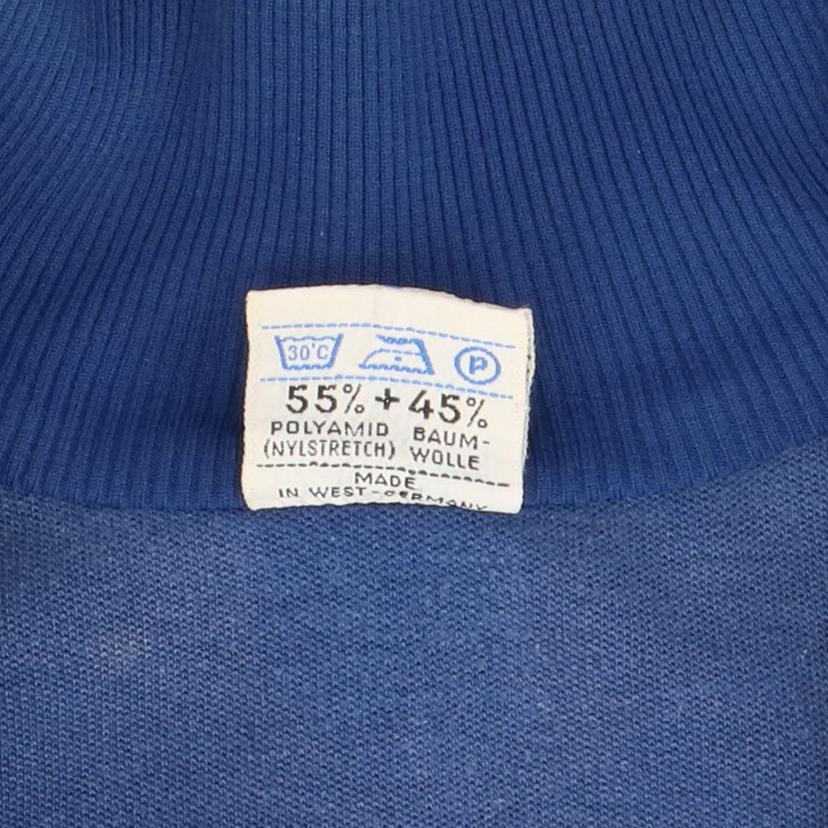 30°C P
55% + 45%
POLYAMID BAUM-
(NYLSTRETCH) WOLLE
MADE
IN WEST-GERMANY